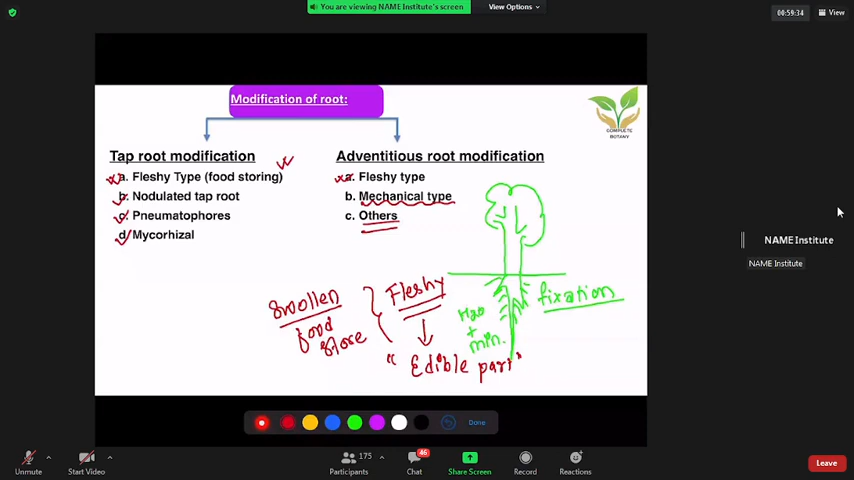 You are viewing NAME Institute's screen
View Options
00:59:34
View
Modification of root:
COMPLETE
BOTANY
Tap root modification
a. Fleshy Type (food storing)
b. Nodulated tap root
c. Pneumatophores
d. Mycorhizal
Adventitious root modification
a. Fleshy type
b. Mechanical type
c. Others
Swollen
food
store
Fleshy
"Edible part"
H2O
+
min.
fixation
NAME Institute
NAME Institute
Done
Unmute
Start Video
175
Participants
46
Chat
Share Screen
Record
Reactions
Leave